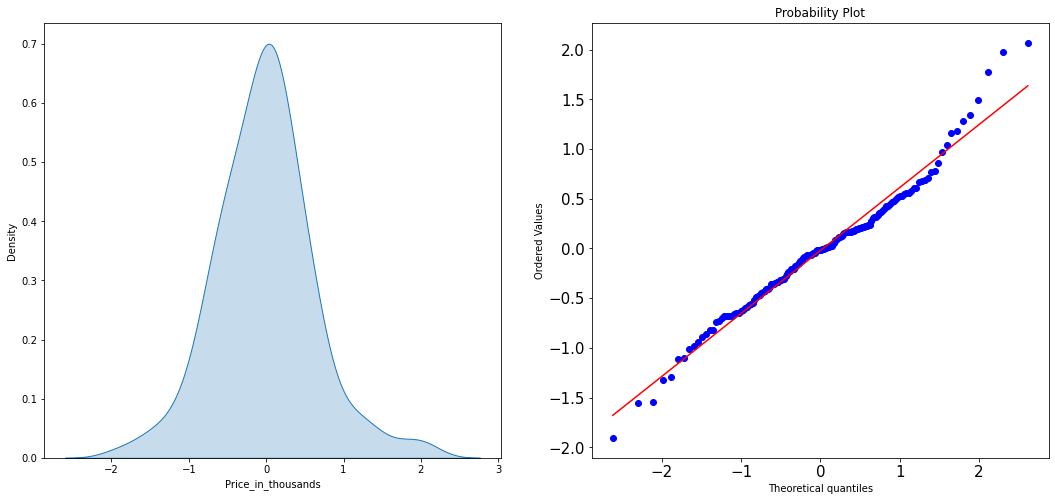 0.7
0.6
0.5
0.4
0.3
0.2
0.1
0.0
Density
−2 −1 0 1 2 3
Price_in_thousands
Probability Plot
2.0
1.5
1.0
0.5
0.0
−0.5
−1.0
−1.5
−2.0
Ordered Values
−2 −1 0 1 2
Theoretical quantiles